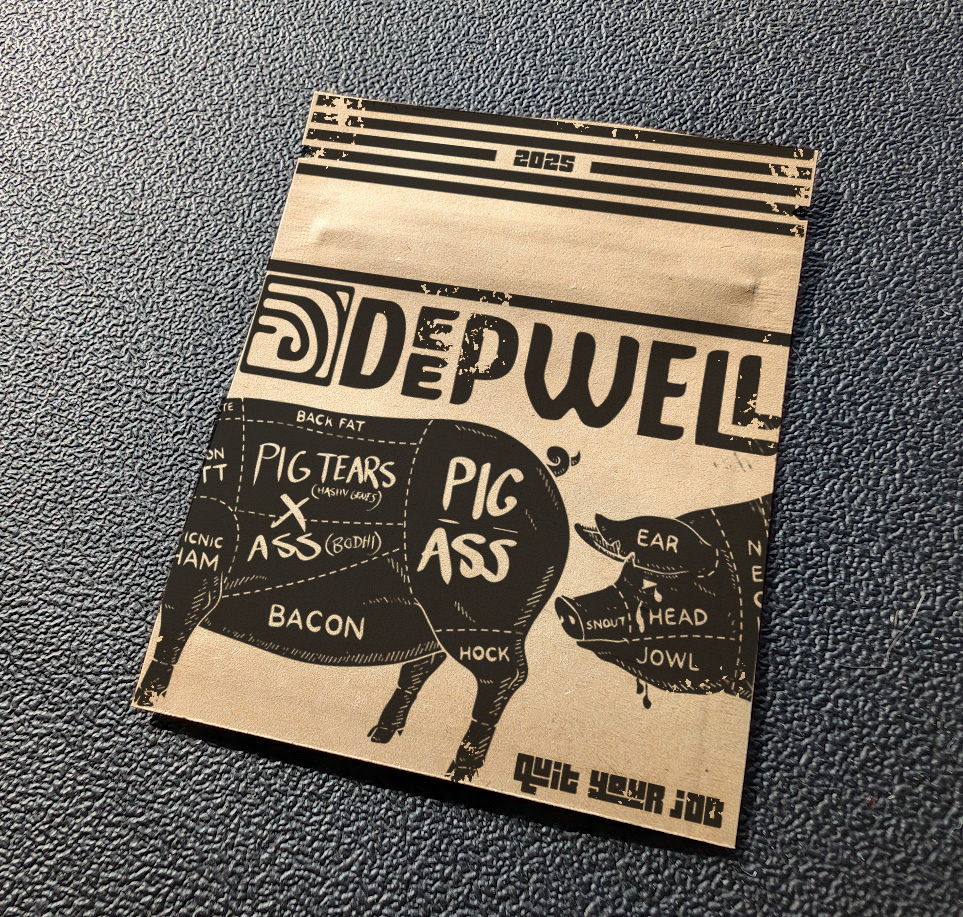 2025
DEEPWELL
BACK FAT
PIG TEARS
(HASHY GENES)
X
ASS (BODHI)
PIG
ASS
ICNIC
HAM
BACON
HOCK
EAR
SNOUT
HEAD
JOWL
QUIT YOUR JOB